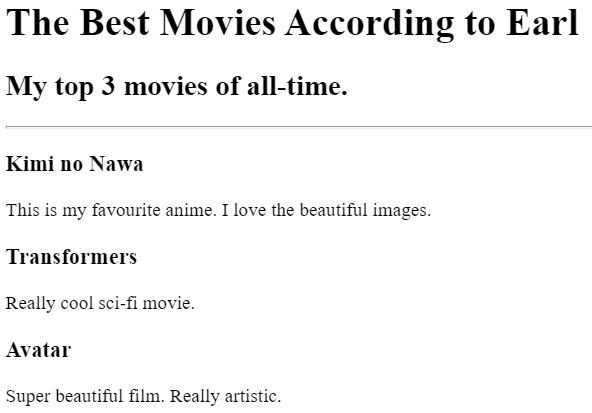 The Best Movies According to Earl
My top 3 movies of all-time.
Kimi no Nawa
This is my favourite anime. I love the beautiful images.
Transformers
Really cool sci-fi movie.
Avatar
Super beautiful film. Really artistic.